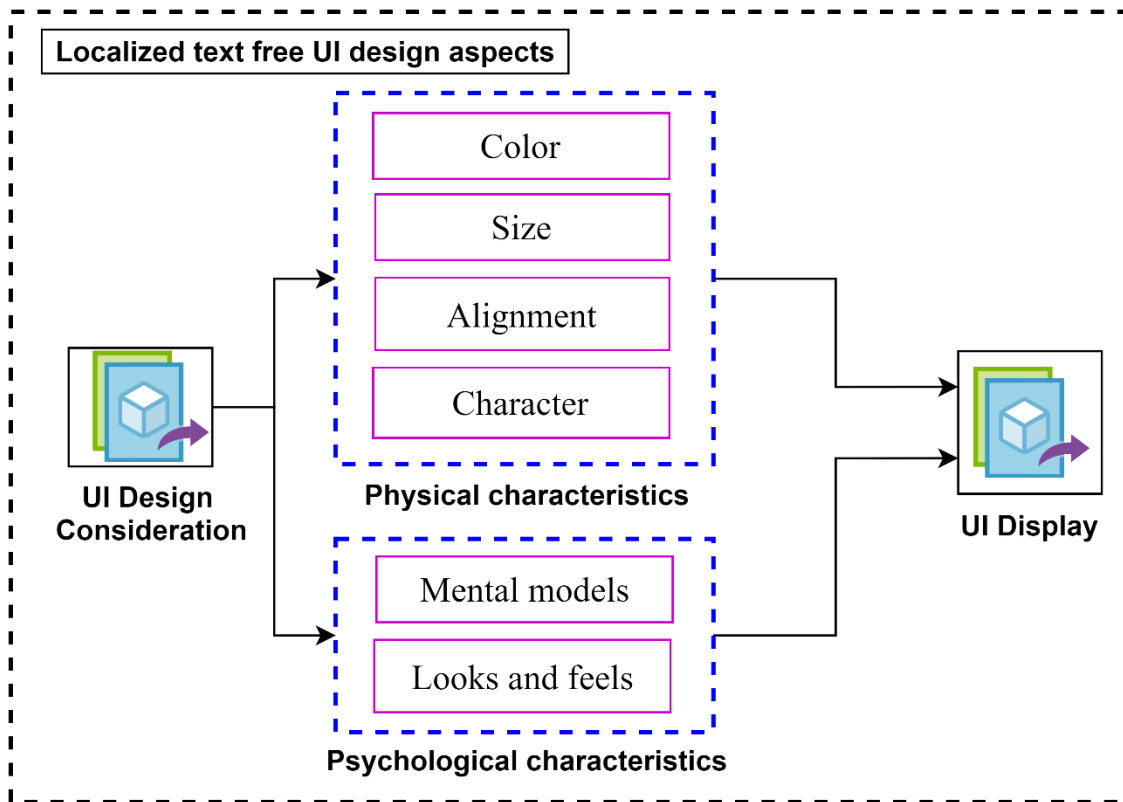 Localized text free UI design aspects
Color
Size
Alignment
Character
Physical characteristics
UI Design
Consideration
Mental models
Looks and feels
Psychological characteristics
UI Display